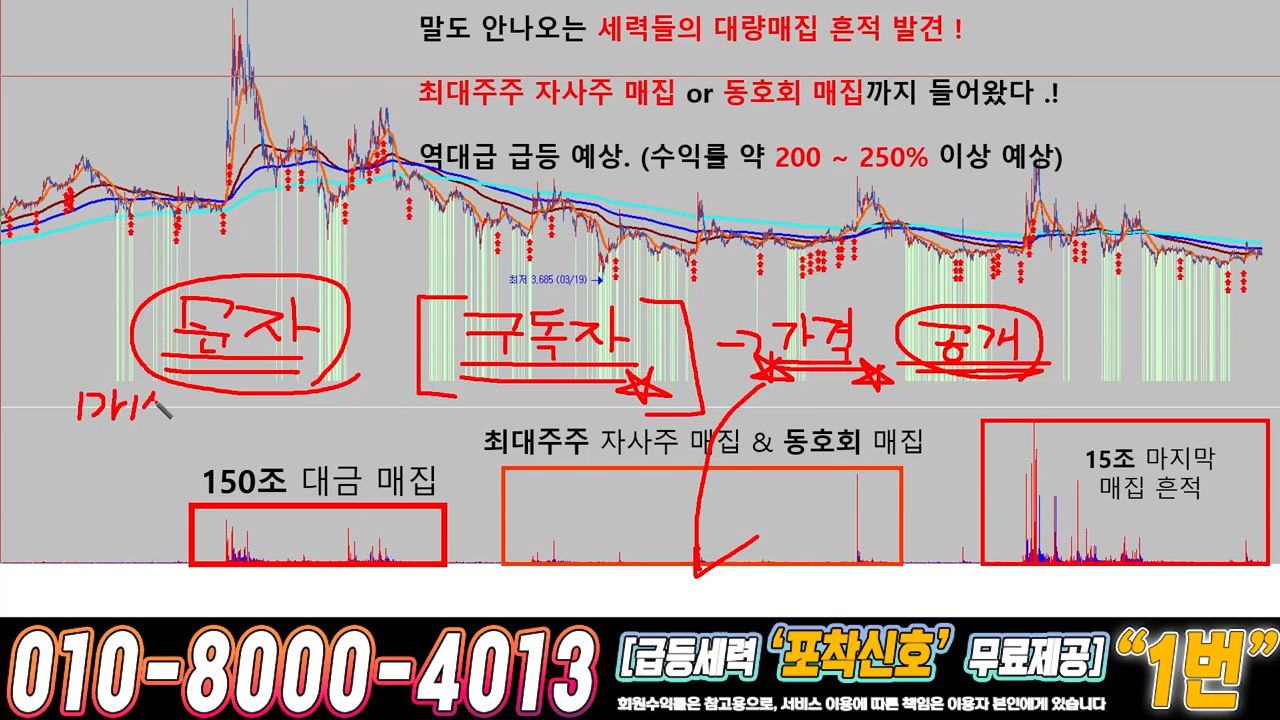 말도 안나오는 세력들의 대량매집 흔적 발견 !
최대주주 자사주 매집 or 동호회 매집까지 들어왔다 .!
역대급 급등 예상. (수익률 약 200 ~ 250% 이상 예상)
최저 3,685 (03/19)
문자
구독자
가격
공개
최대주주 자사주 매집 & 동호회 매집
150조 대금 매집
15조 마지막
매집 흔적
010-8000-4013
[급등세력 '포착신호' 무료제공] "1번"
회원수익률은 참고용으로, 서비스 이용에 따른 책임은 이용자 본인에게 있습니다